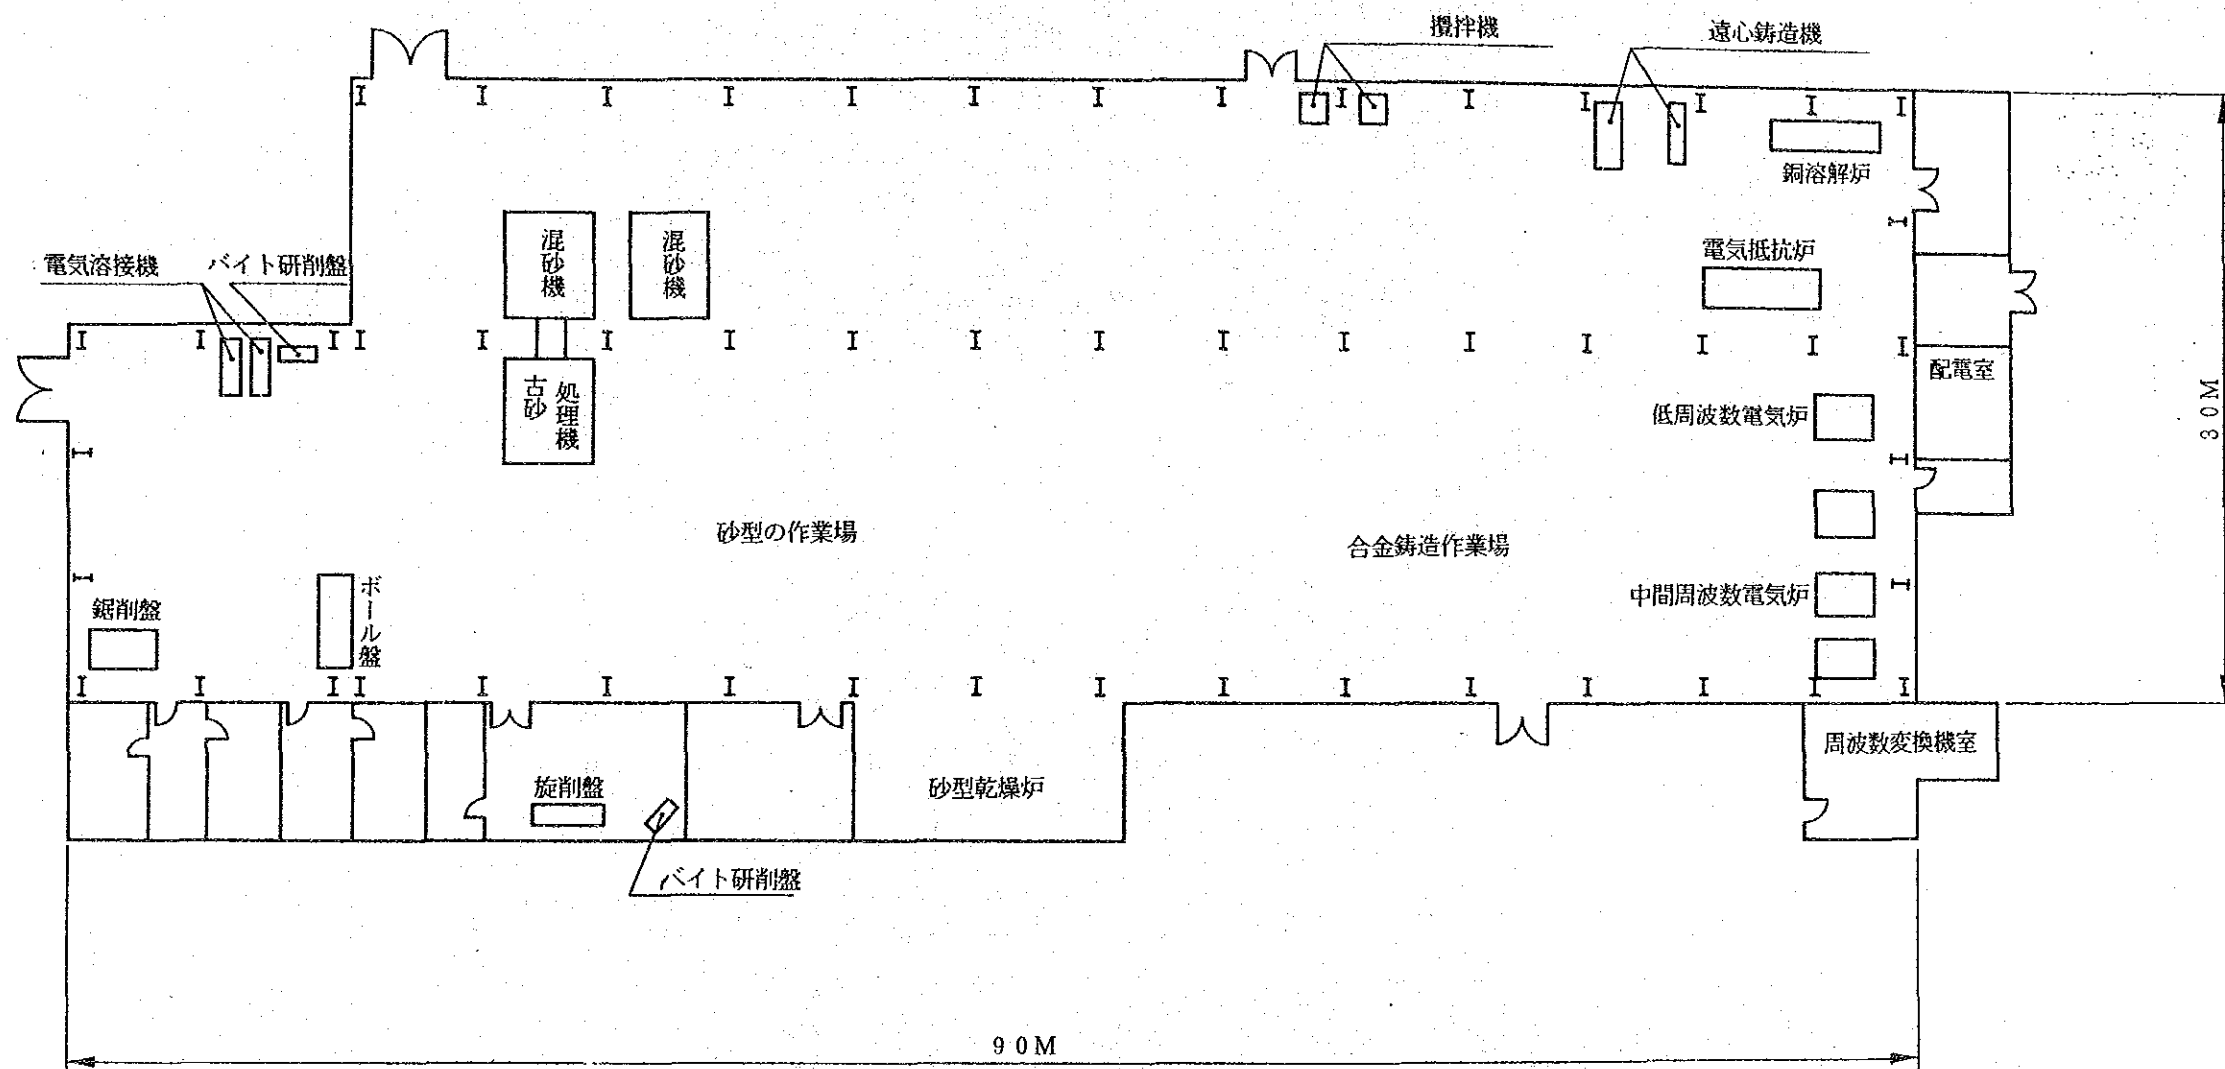 攪拌機
遠心鋳造機
銅溶解炉
電気溶接機
バイト研削盤
混砂機
混砂機
電気抵抗炉
古砂
処理機
配電室
低周波数電気炉
30M
砂型の作業場
合金鋳造作業場
鋸削盤
ボール盤
中間周波数電気炉
周波数変換機室
旋削盤
砂型乾燥炉
バイト研削盤
90M